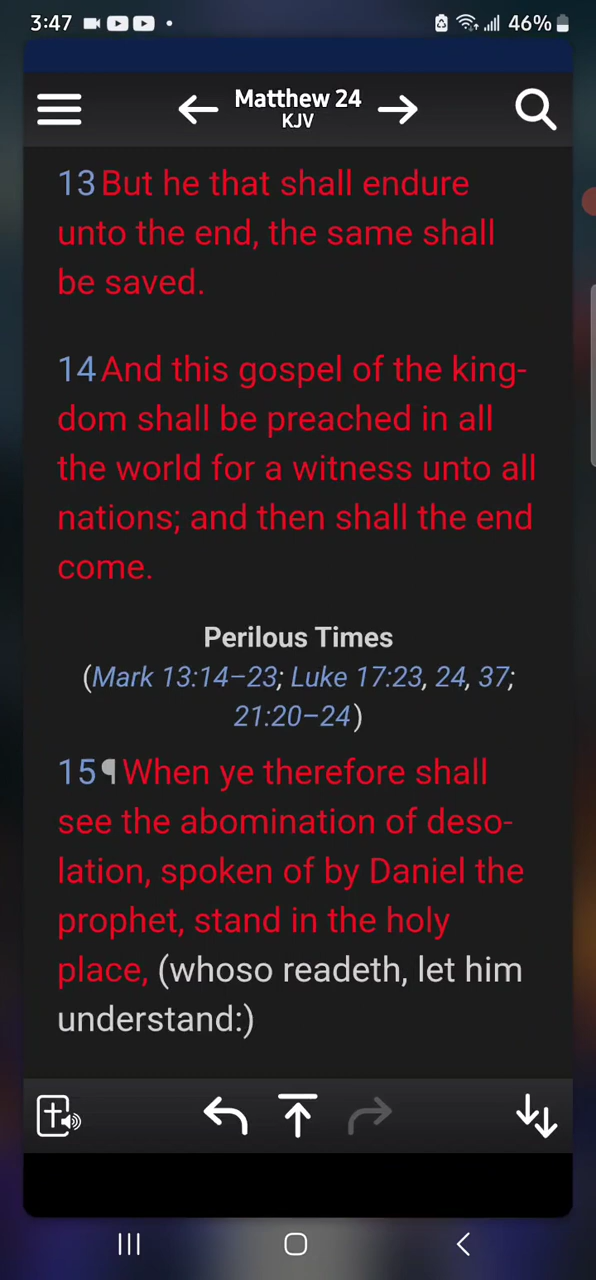 3:47 46%
Matthew 24
KJV
13 But he that shall endure
unto the end, the same shall
be saved.
14 And this gospel of the king-
dom shall be preached in all
the world for a witness unto all
nations; and then shall the end
come.
Perilous Times
(Mark 13:14–23; Luke 17:23, 24, 37;
21:20–24)
15 ¶ When ye therefore shall
see the abomination of deso-
lation, spoken of by Daniel the
prophet, stand in the holy
place, (whoso readeth, let him
understand:)